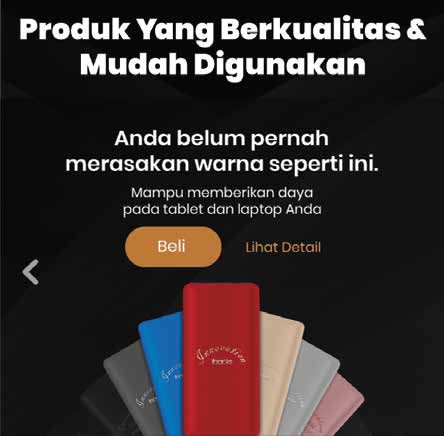 Produk Yang Berkualitas &
Mudah Digunakan
Anda belum pernah
merasakan warna seperti ini.
Mampu memberikan daya
pada tablet dan laptop Anda
Beli
Lihat Detail
Innovation